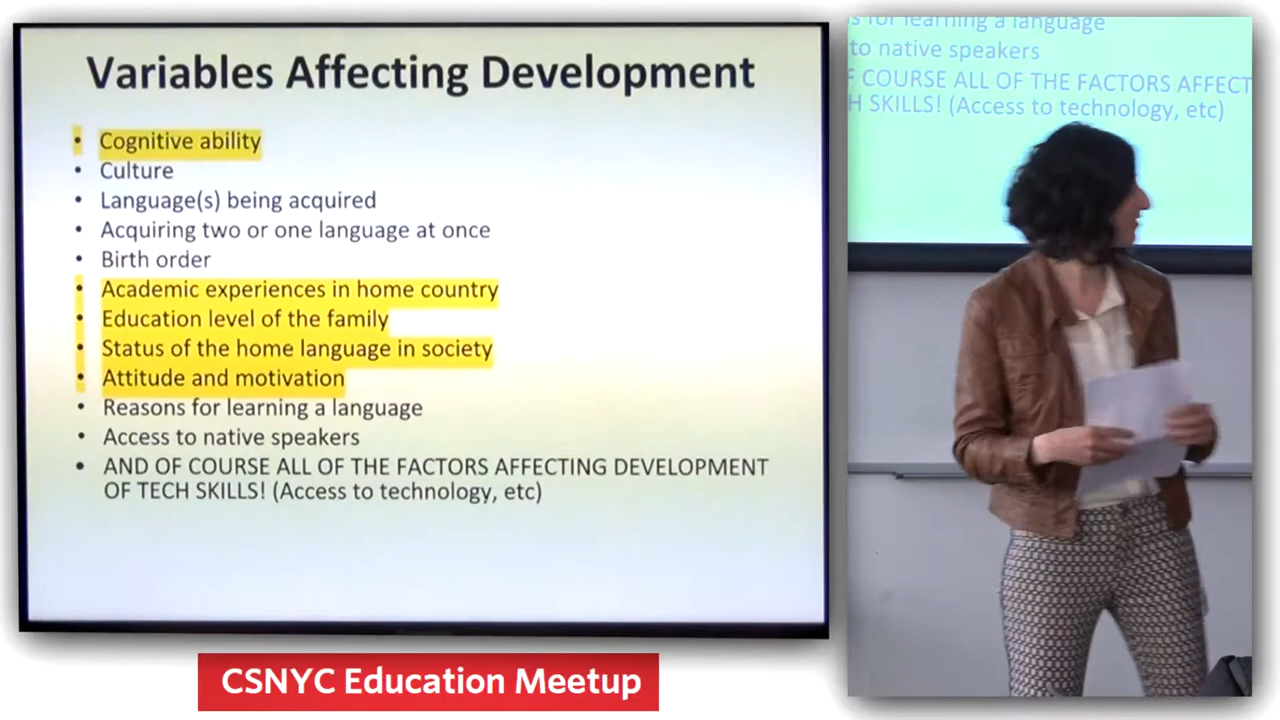 Variables Affecting Development
• Cognitive ability
• Culture
• Language(s) being acquired
• Acquiring two or one language at once
• Birth order
• Academic experiences in home country
• Education level of the family
• Status of the home language in society
• Attitude and motivation
• Reasons for learning a language
• Access to native speakers
• AND OF COURSE ALL OF THE FACTORS AFFECTING DEVELOPMENT
OF TECH SKILLS! (Access to technology, etc)
CSNYC Education Meetup
s for learning a language
to native speakers
F COURSE ALL OF THE FACTORS AFFECT
H SKILLS! (Access to technology, etc)